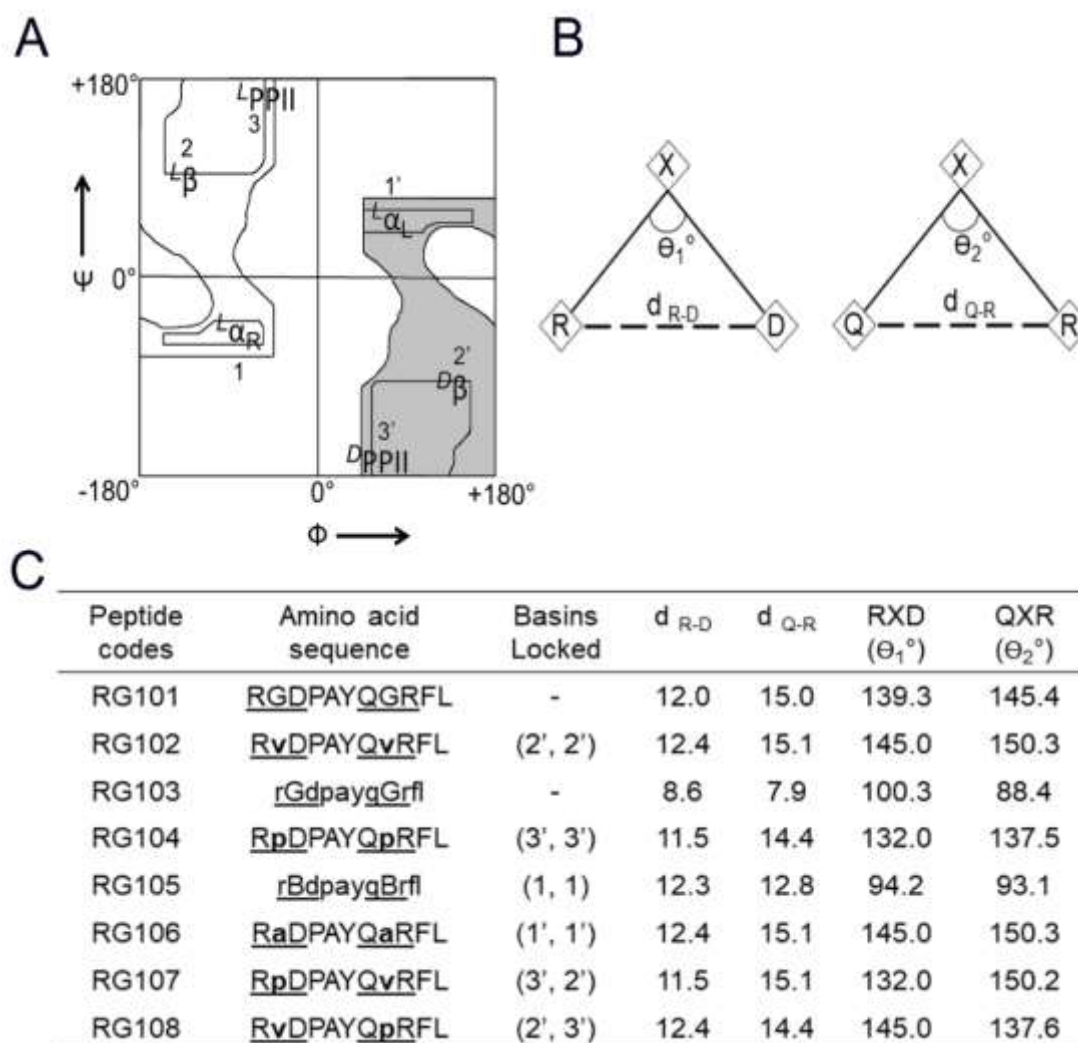 A
+180°
LPPII
3
2
Lβ
1'
LαL
Ψ
0°
LαR
1
2'
Dβ
3'
DPPII
-180°
0°
+180°
Φ
B
X
X
Θ1°
Θ2°
R
d R-D
D
Q
d Q-R
R
C
Peptide codes Amino acid sequence Basins Locked d R-D d Q-R RXD (Θ1°) QXR (Θ2°)
RG101 RGDPAYQGRFL - 12.0 15.0 139.3 145.4
RG102 RvDPAYQvRFL (2', 2') 12.4 15.1 145.0 150.3
RG103 rGdpayqGrfl - 8.6 7.9 100.3 88.4
RG104 RpDPAYQpRFL (3', 3') 11.5 14.4 132.0 137.5
RG105 rBdpayqBrfl (1, 1) 12.3 12.8 94.2 93.1
RG106 RaDPAYQaRFL (1', 1') 12.4 15.1 145.0 150.3
RG107 RpDPAYQvRFL (3', 2') 11.5 15.1 132.0 150.2
RG108 RvDPAYQpRFL (2', 3') 12.4 14.4 145.0 137.6